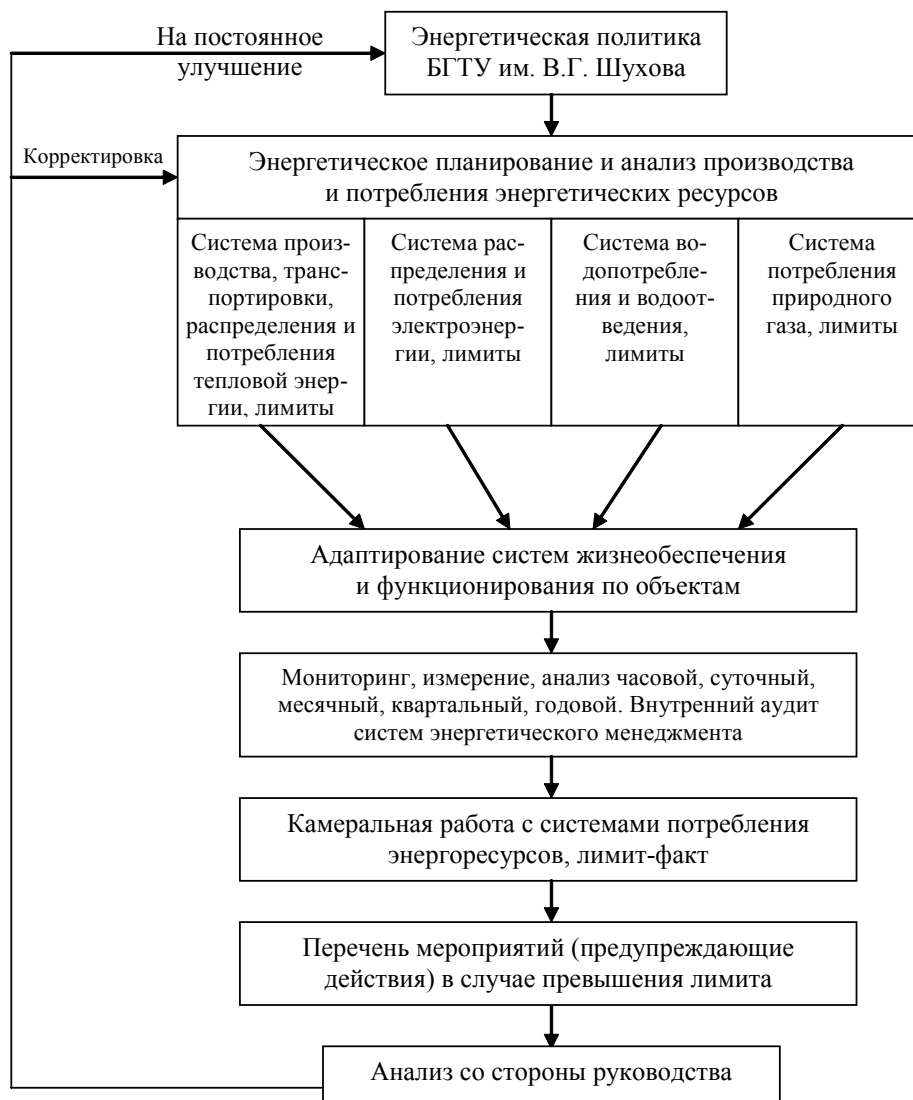 На постоянное
улучшение
Энергетическая политика
БГТУ им. В.Г. Шухова
Корректировка
Энергетическое планирование и анализ производства
и потребления энергетических ресурсов
Система произ-
водства, транс-
портировки,
распределения и
потребления
тепловой энер-
гии, лимиты
Система рас-
пределения и
потребления
электроэнер-
гии, лимиты
Система во-
допотребле-
ния и водоот-
ведения,
лимиты
Система
потребления
природного
газа, лимиты
Адаптирование систем жизнеобеспечения
и функционирования по объектам
Мониторинг, измерение, анализ часовой, суточный,
месячный, квартальный, годовой. Внутренний аудит
систем энергетического менеджмента
Камеральная работа с системами потребления
энергоресурсов, лимит-факт
Перечень мероприятий (предупреждающие
действия) в случае превышения лимита
Анализ со стороны руководства